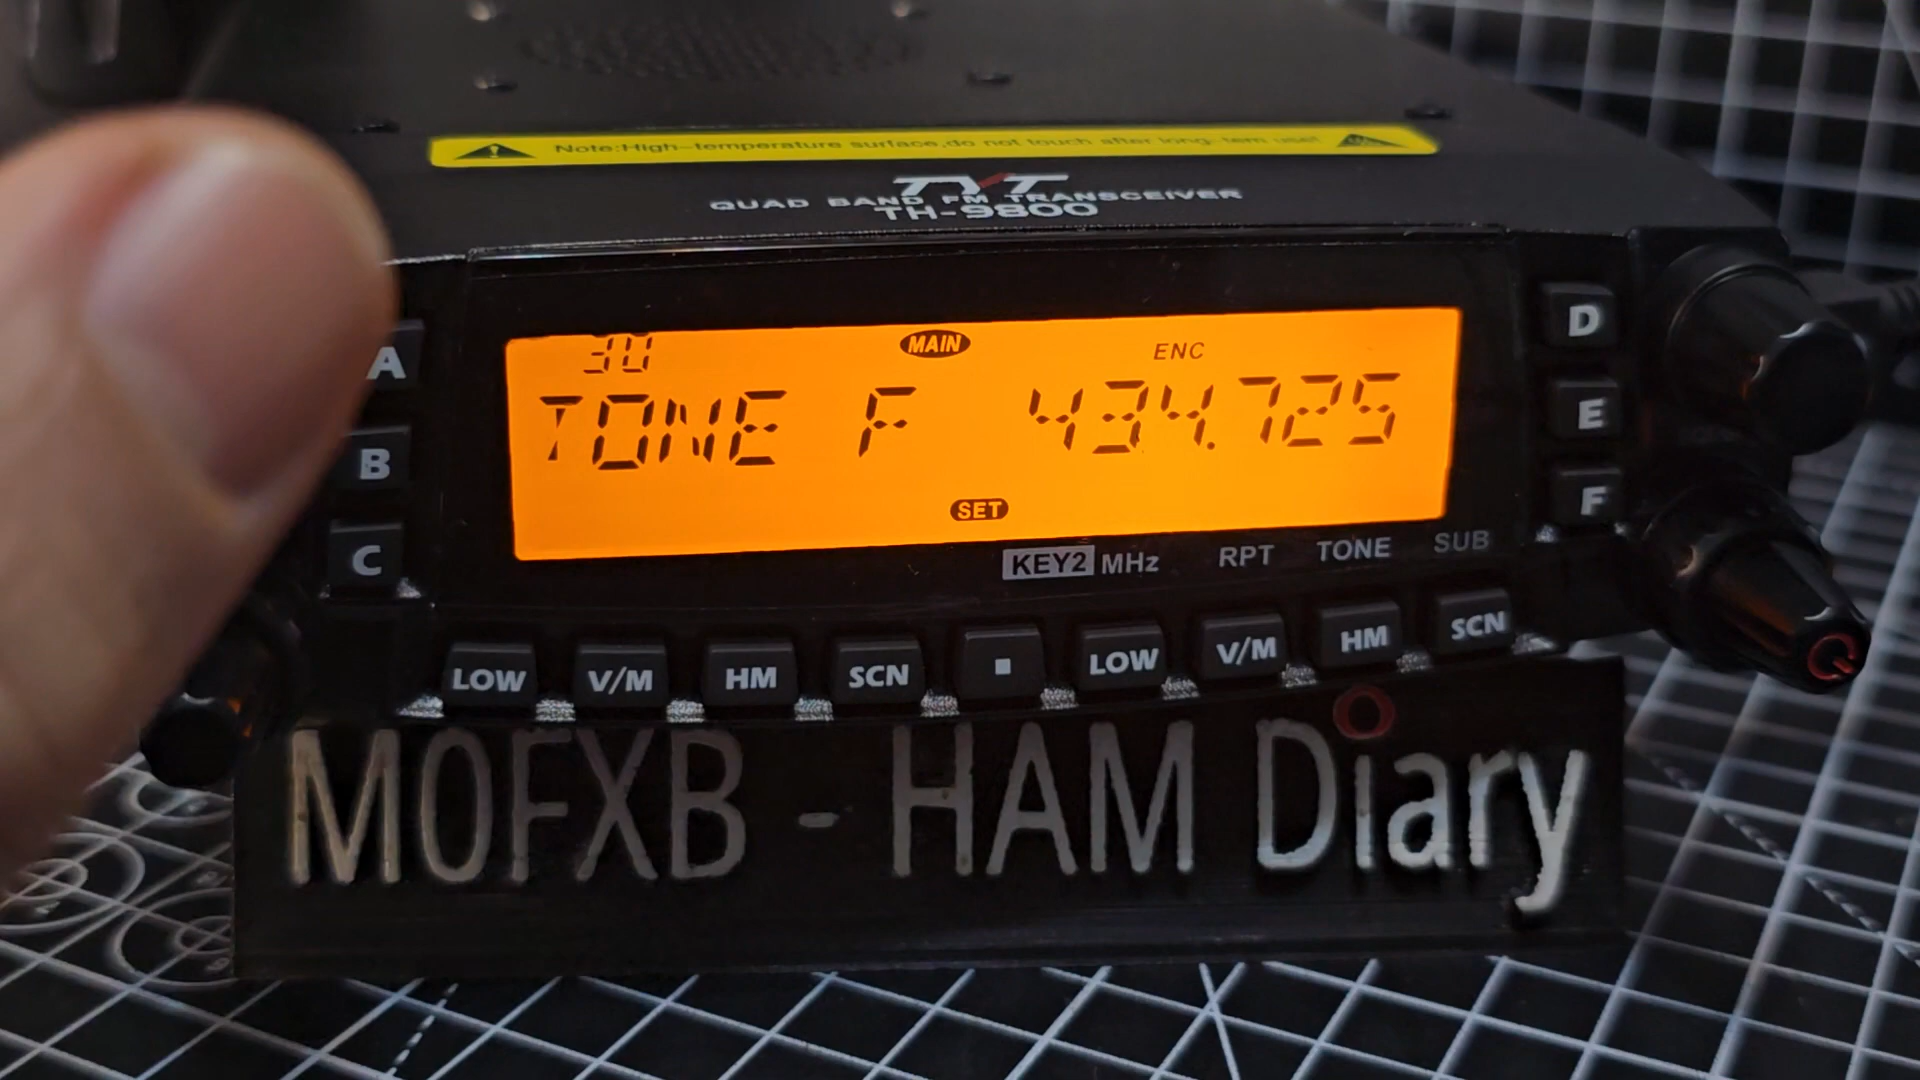 Note:High-temperature surface,do not touch after long-tem use!
TYT
QUAD BAND FM TRANSCEIVER
TH-9800
30 MAIN ENC
TONE F 434.725
SET
A
B
C
D
E
F
KEY2 MHz RPT TONE SUB
LOW V/M HM SCN LOW V/M HM SCN
M0FXB - HAM Diary